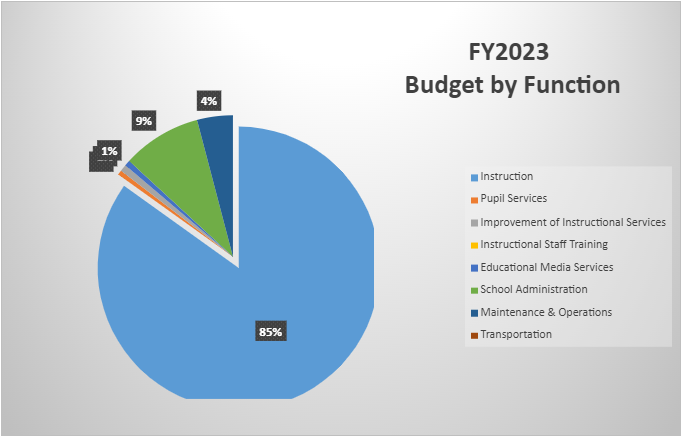 FY2023
Budget by Function
4%
9%
1%
85%
Instruction
Pupil Services
Improvement of Instructional Services
Instructional Staff Training
Educational Media Services
School Administration
Maintenance & Operations
Transportation